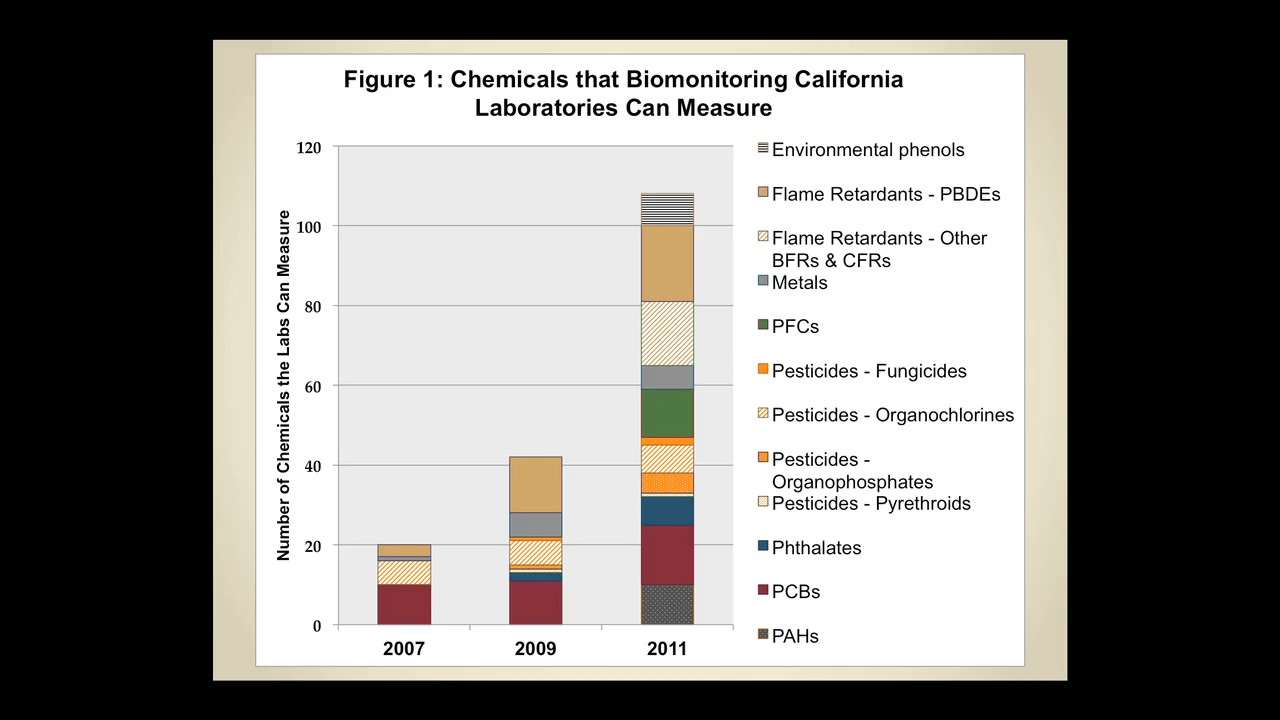 Figure 1: Chemicals that Biomonitoring California
Laboratories Can Measure
Number of Chemicals the Labs Can Measure
120
100
80
60
40
20
0
2007
2009
2011
Environmental phenols
Flame Retardants - PBDEs
Flame Retardants - Other
BFRs & CFRs
Metals
PFCs
Pesticides - Fungicides
Pesticides - Organochlorines
Pesticides -
Organophosphates
Pesticides - Pyrethroids
Phthalates
PCBs
PAHs